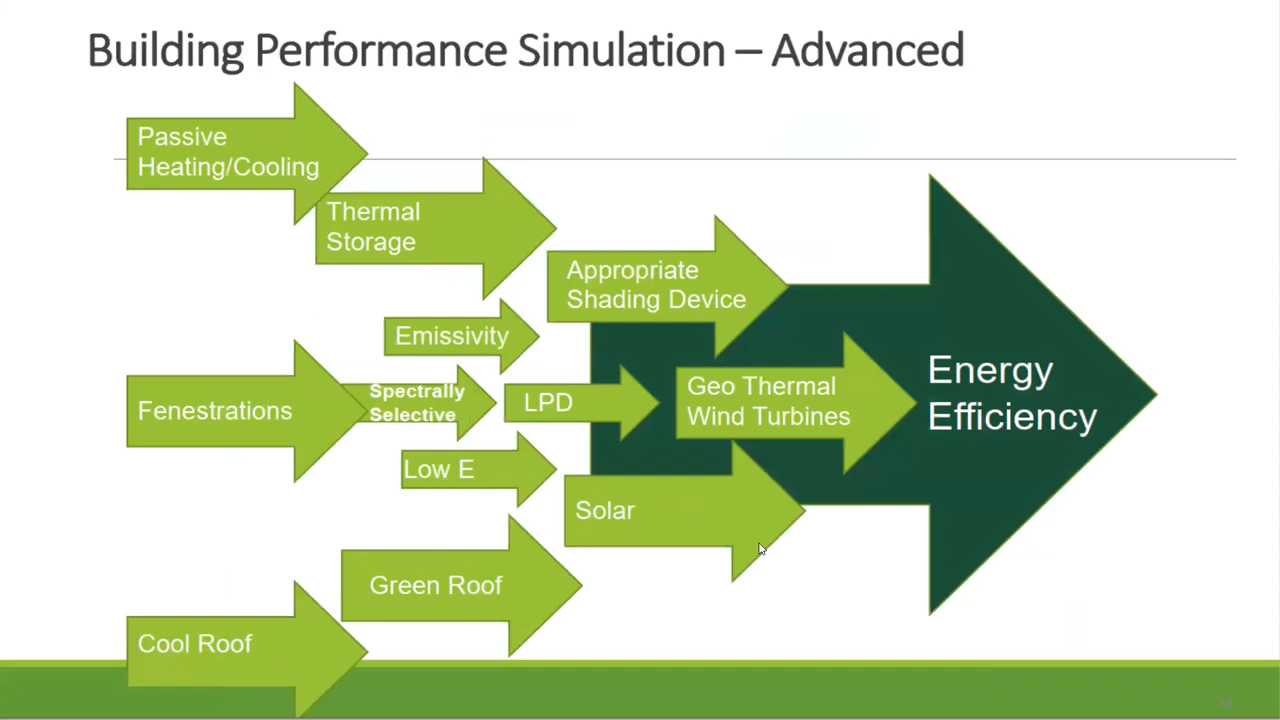 Building Performance Simulation – Advanced
Passive
Heating/Cooling
Thermal
Storage
Appropriate
Shading Device
Emissivity
Fenestrations
Spectrally
Selective
LPD
Geo Thermal
Wind Turbines
Energy
Efficiency
Low E
Solar
Green Roof
Cool Roof